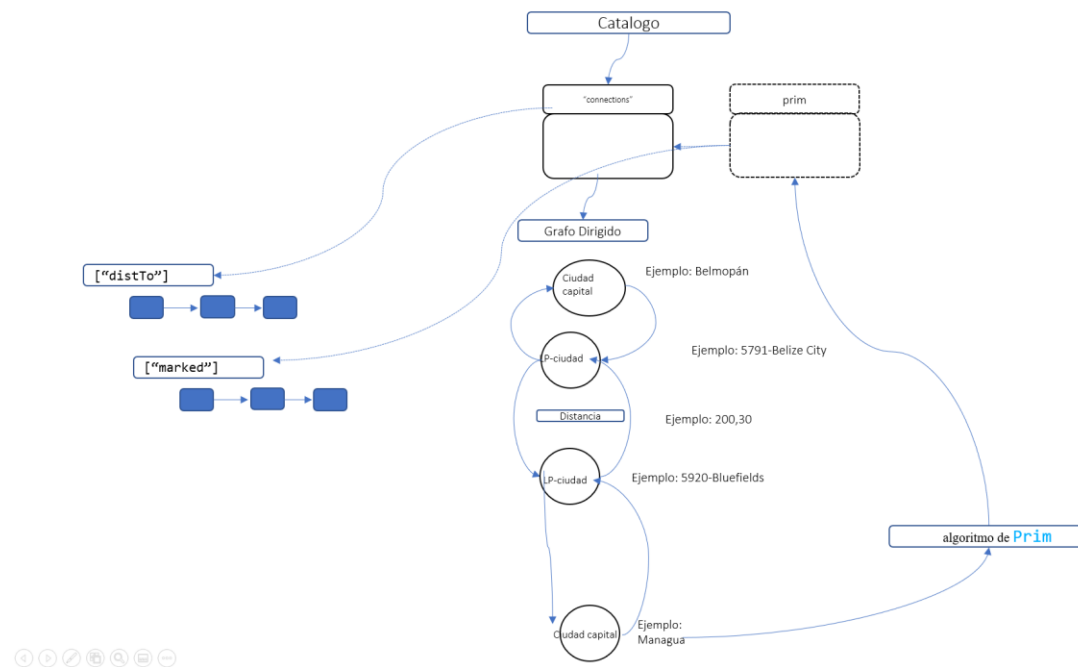 Catalogo
"connections"
prim
Grafo Dirigido
["distTo"]
Ciudad
capital
Ejemplo: Belmopán
LP-ciudad
Ejemplo: 5791-Belize City
["marked"]
Distancia
Ejemplo: 200,30
LP-ciudad
Ejemplo: 5920-Bluefields
algoritmo de Prim
Ciudad capital
Ejemplo:
Managua